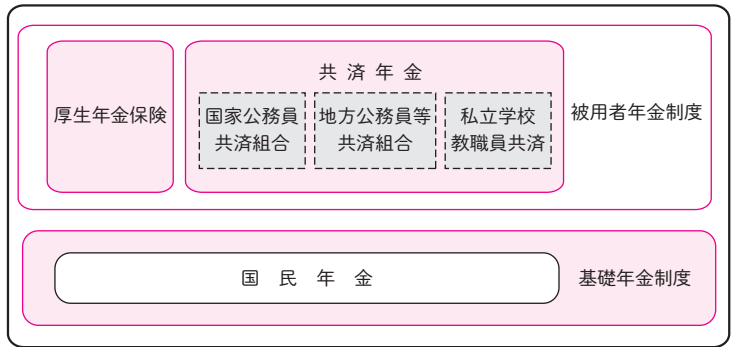 共済年金
厚生年金保険
国家公務員
共済組合
地方公務員等
共済組合
私立学校
教職員共済
被用者年金制度
国民年金
基礎年金制度